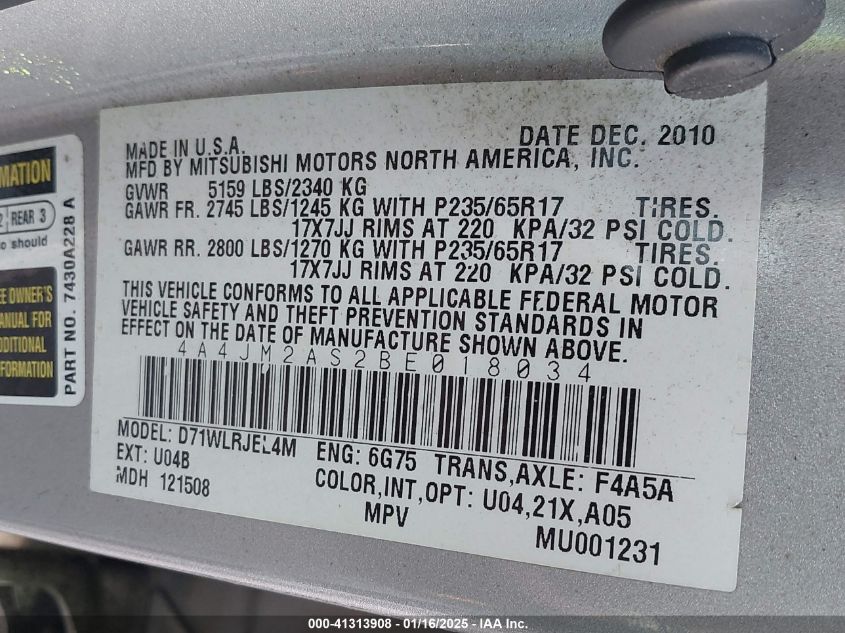 MATION
2 REAR 3
o should
EE OWNER'S
ANUAL FOR
DDITIONAL
FORMATION
PART NO. 7430A228 A
MADE IN U.S.A. DATE DEC. 2010
MFD BY MITSUBISHI MOTORS NORTH AMERICA, INC.
GVWR 5159 LBS/2340 KG
GAWR FR. 2745 LBS/1245 KG WITH P235/65R17 TIRES.
17X7JJ RIMS AT 220 KPA/32 PSI COLD.
GAWR RR. 2800 LBS/1270 KG WITH P235/65R17 TIRES.
17X7JJ RIMS AT 220 KPA/32 PSI COLD.
THIS VEHICLE CONFORMS TO ALL APPLICABLE FEDERAL MOTOR
VEHICLE SAFETY AND THEFT PREVENTION STANDARDS IN
EFFECT ON THE DATE OF MANUFACTURE SHOWN ABOVE.
4A4JM2AS2BE018034
MODEL: D71WLRJEL4M ENG: 6G75 TRANS,AXLE: F4A5A
EXT: U04B COLOR,INT,OPT: U04,21X,A05
MDH 121508 MPV MU001231
000-41313908 - 01/16/2025 - IAA Inc.